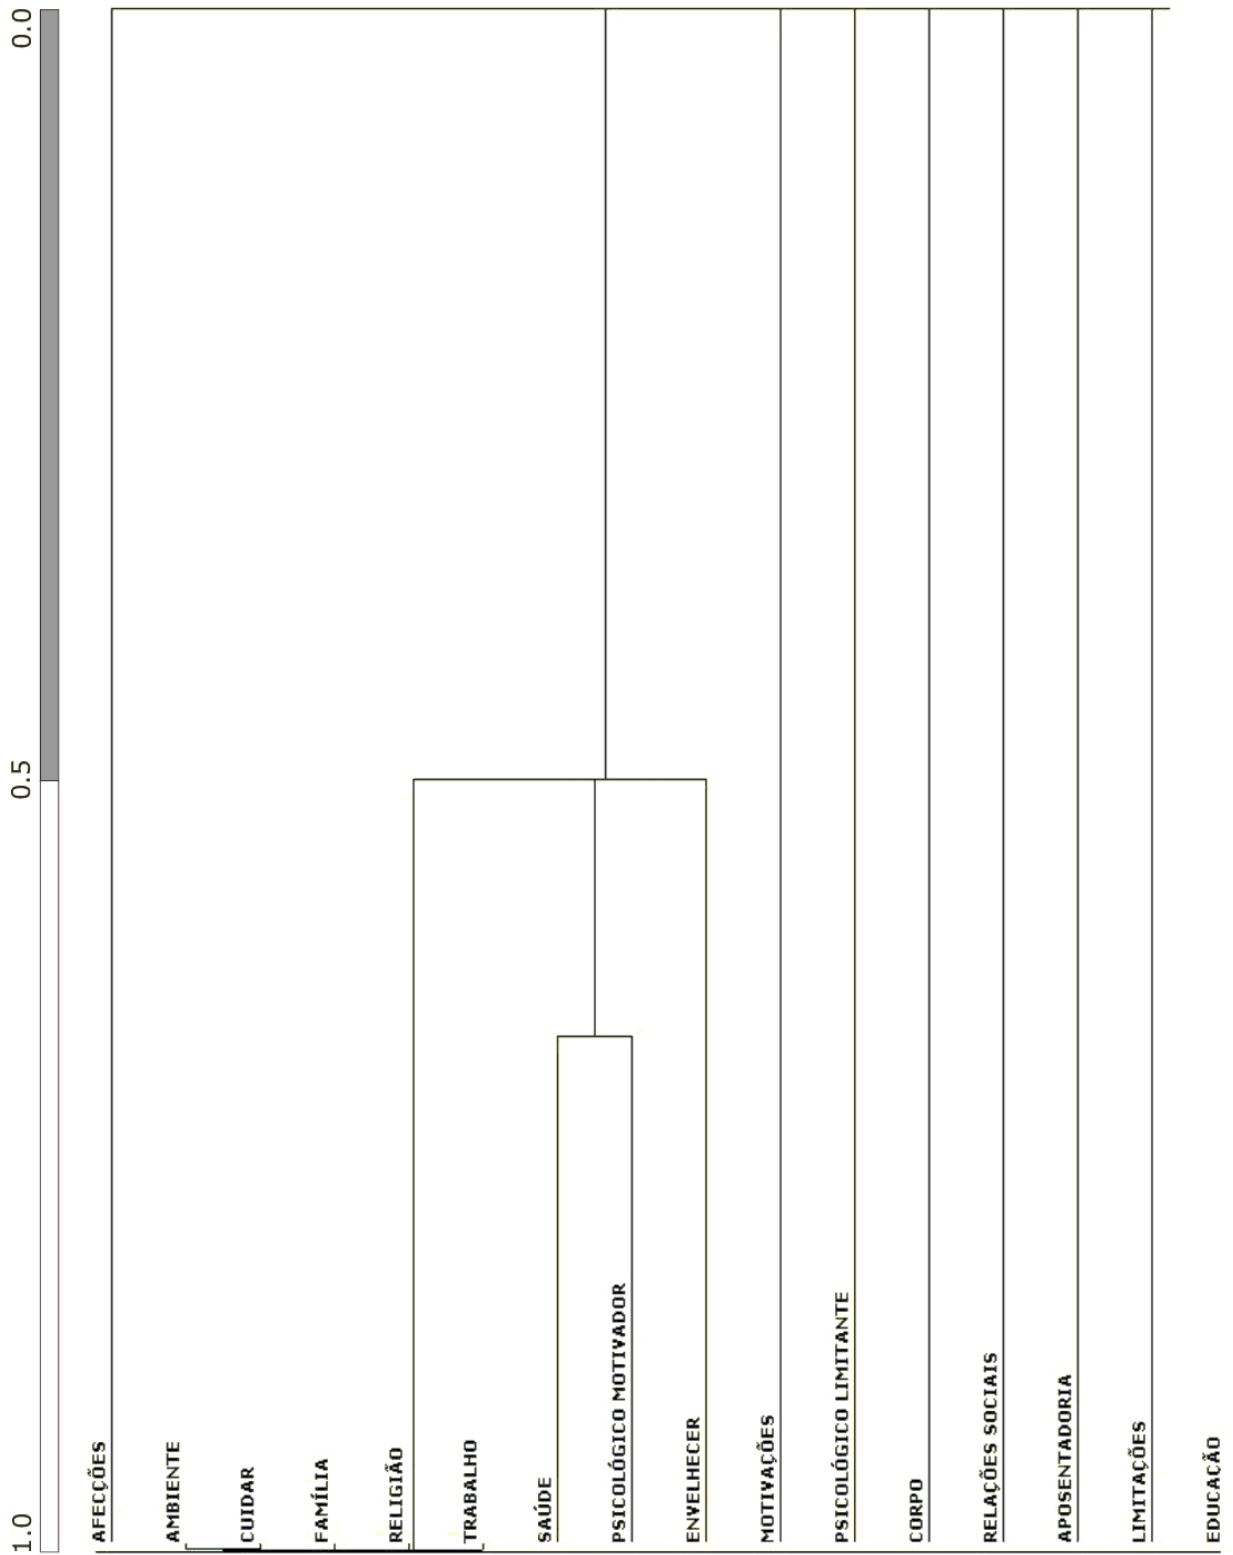 0.0
0.5
1.0
AFECÇÕES
AMBIENTE
CUIDAR
FAMÍLIA
RELIGIÃO
TRABALHO
SAÚDE
PSICOLÓGICO MOTIVADOR
ENVELHECER
MOTIVAÇÕES
PSICOLÓGICO LIMITANTE
CORPO
RELAÇÕES SOCIAIS
APOSENTADORIA
LIMITAÇÕES
EDUCACÃO